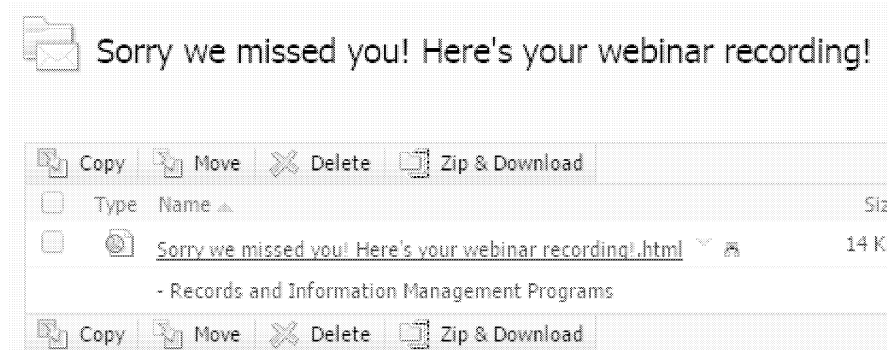 Sorry we missed you! Here's your webinar recording!
Copy Move Delete Zip & Download
Type Name Siz
Sorry we missed you! Here's your webinar recording!.html 14 K
- Records and Information Management Programs
Copy Move Delete Zip & Download